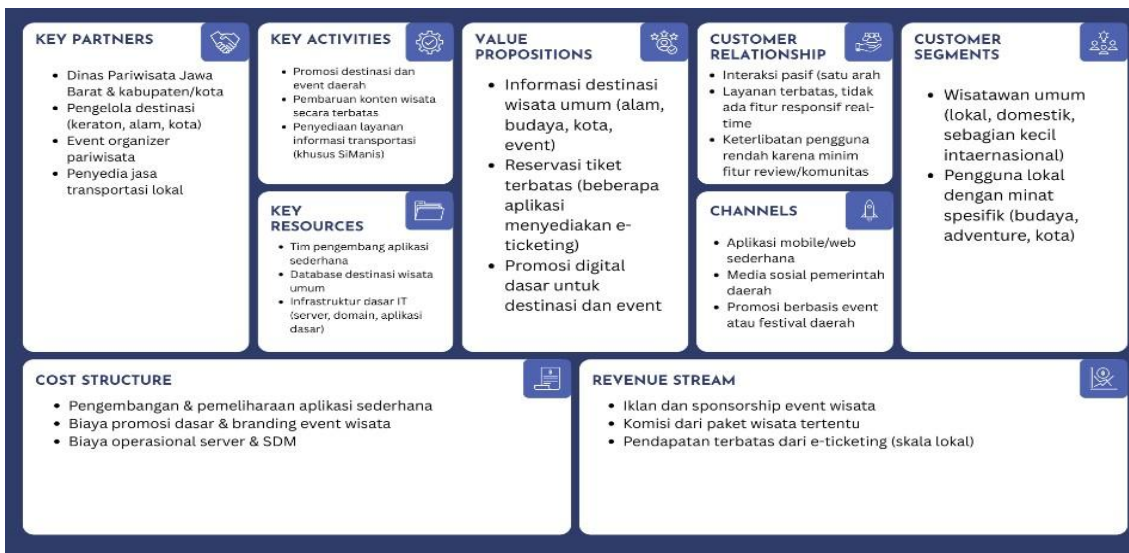 KEY PARTNERS
• Dinas Pariwisata Jawa
Barat & kabupaten/kota
• Pengelola destinasi
(keraton, alam, kota)
• Event organizer
pariwisata
• Penyedia jasa
transportasi lokal
KEY ACTIVITIES
• Promosi destinasi dan
event daerah
• Pembaruan konten wisata
secara terbatas
• Penyediaan layanan
informasi transportasi
(khusus SiManis)
KEY
RESOURCES
• Tim pengembang aplikasi
sederhana
• Database destinasi wisata
umum
• Infrastruktur dasar IT
(server, domain, aplikasi
dasar)
VALUE
PROPOSITIONS
• Informasi destinasi
wisata umum (alam,
budaya, kota,
event)
• Reservasi tiket
terbatas (beberapa
aplikasi
menyediakan e-
ticketing)
• Promosi digital
dasar untuk
destinasi dan event
CUSTOMER
RELATIONSHIP
• Interaksi pasif (satu arah
• Layanan terbatas, tidak
ada fitur responsif real-
time
• Keterlibatan pengguna
rendah karena minim
fitur review/komunitas
CHANNELS
• Aplikasi mobile/web
sederhana
• Media sosial pemerintah
daerah
• Promosi berbasis event
atau festival daerah
CUSTOMER
SEGMENTS
• Wisatawan umum
(lokal, domestik,
sebagian kecil
intaernasional)
• Pengguna lokal
dengan minat
spesifik (budaya,
adventure, kota)
COST STRUCTURE
• Pengembangan & pemeliharaan aplikasi sederhana
• Biaya promosi dasar & branding event wisata
• Biaya operasional server & SDM
REVENUE STREAM
• Iklan dan sponsorship event wisata
• Komisi dari paket wisata tertentu
• Pendapatan terbatas dari e-ticketing (skala lokal)